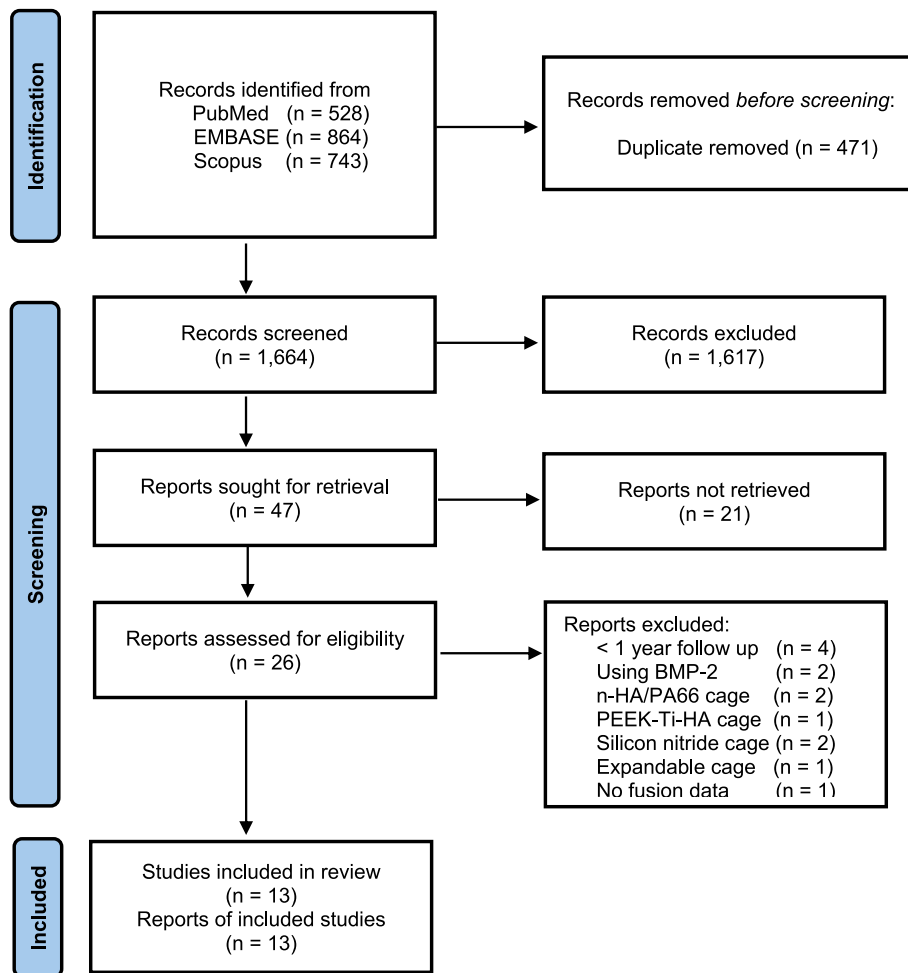 Identification
Records identified from
PubMed (n = 528)
EMBASE (n = 864)
Scopus (n = 743)
Records removed before screening:
Duplicate removed (n = 471)
Screening
Records screened
(n = 1,664)
Records excluded
(n = 1,617)
Reports sought for retrieval
(n = 47)
Reports not retrieved
(n = 21)
Reports assessed for eligibility
(n = 26)
Reports excluded:
< 1 year follow up (n = 4)
Using BMP-2 (n = 2)
n-HA/PA66 cage (n = 2)
PEEK-Ti-HA cage (n = 1)
Silicon nitride cage (n = 2)
Expandable cage (n = 1)
No fusion data (n = 1)
Included
Studies included in review
(n = 13)
Reports of included studies
(n = 13)